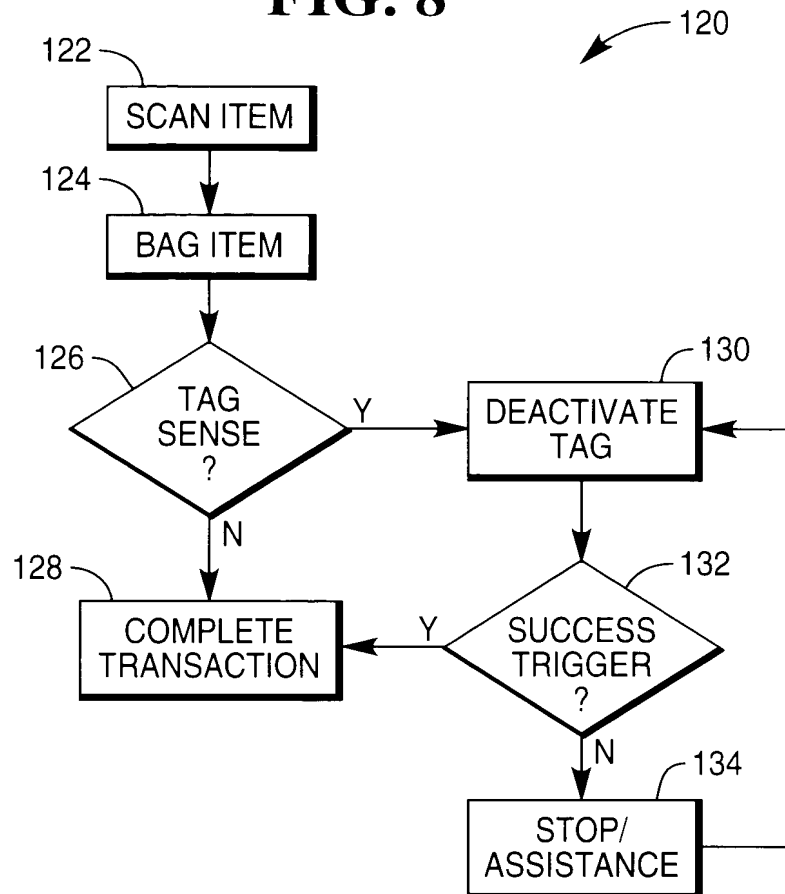 FIG. 8
120
122
SCAN ITEM
124
BAG ITEM
126
TAG
SENSE
?
Y
N
130
DEACTIVATE
TAG
128
COMPLETE
TRANSACTION
132
SUCCESS
TRIGGER
?
Y
N
134
STOP/
ASSISTANCE